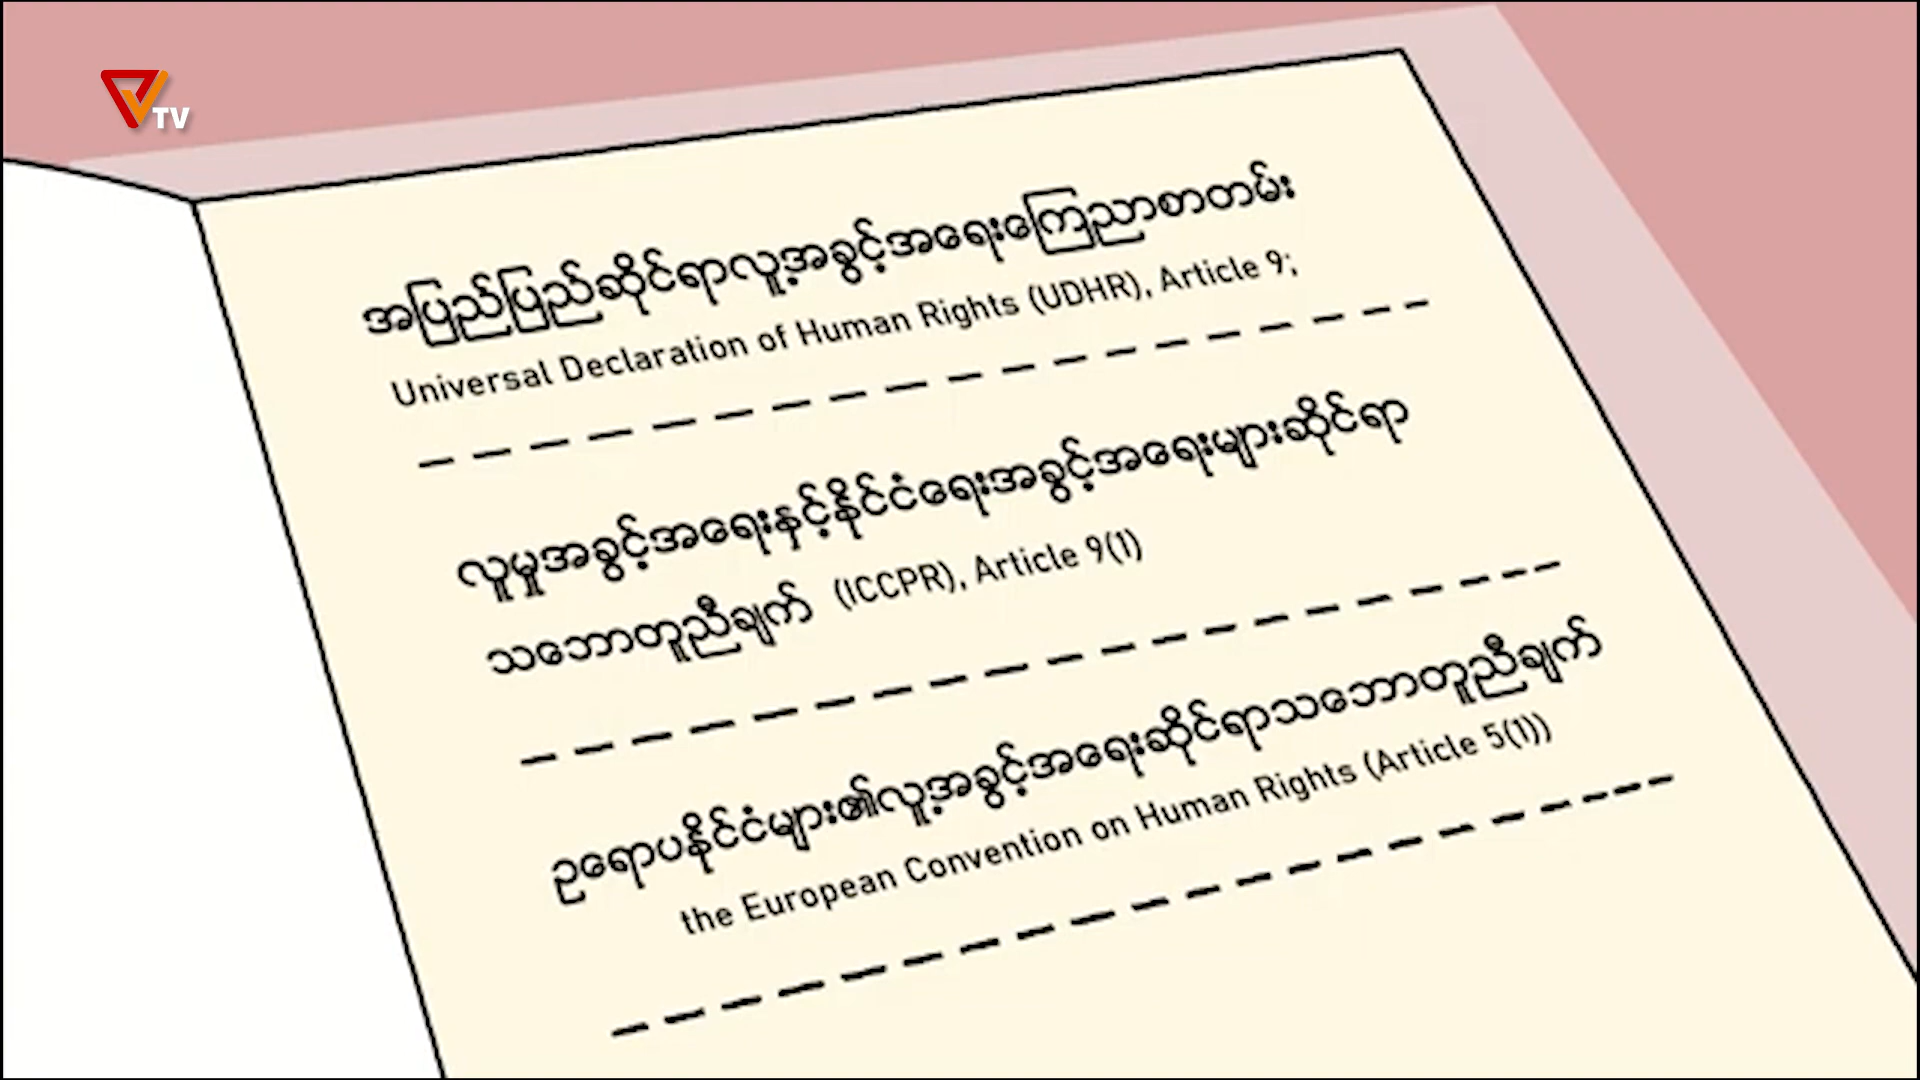 TV
အပြည်ပြည်ဆိုင်ရာလူ့အခွင့်အရေးကြေညာစာတမ်း
Universal Declaration of Human Rights (UDHR), Article 9;
လူမှုအခွင့်အရေးနှင့်နိုင်ငံရေးအခွင့်အရေးများဆိုင်ရာ
သဘောတူညီချက် (ICCPR), Article 9(1)
ဥရောပနိုင်ငံများ၏လူ့အခွင့်အရေးဆိုင်ရာသဘောတူညီချက်
the European Convention on Human Rights (Article 5(1))